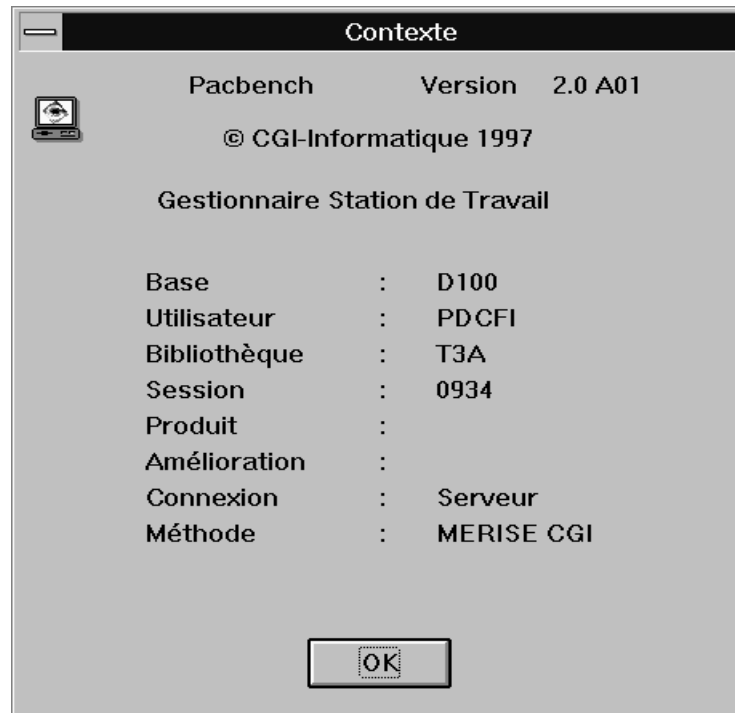 Contexte
Pacbench Version 2.0 A01
© CGI-Informatique 1997
Gestionnaire Station de Travail
Base : D100
Utilisateur : PDCFI
Bibliothèque : T3A
Session : 0934
Produit :
Amélioration :
Connexion : Serveur
Méthode : MERISE CGI
OK